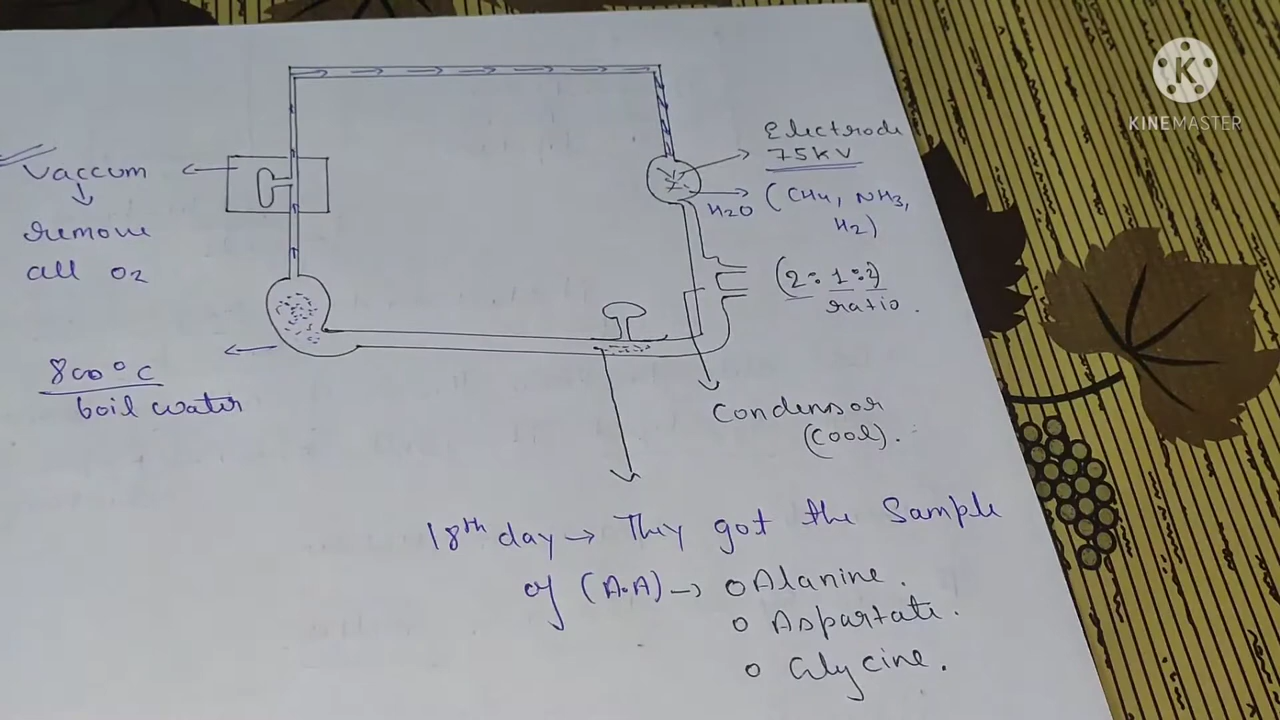 KINEMASTER
Electrode
75KV
H2O (CH4, NH3,
H2)
(2:1:2)
ratio.
Vaccum
remove
all O2
800°C
boil water
Condensor
(Cool).
18th day → They got the Sample
of (A.A) → o Alanine.
o Aspartate.
o Glycine.